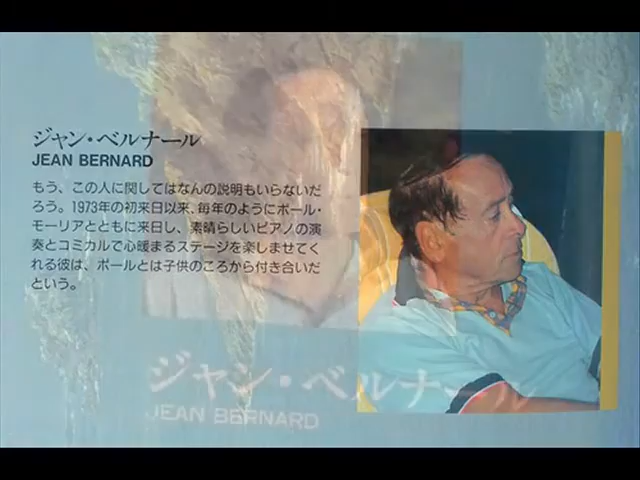 ジャン・ベルナール
JEAN BERNARD
もう、この人に関してはなんの説明もいらないだ
ろう。1973年の初来日以来、毎年のようにポール・
モーリアとともに来日し、素晴らしいピアノの演
奏とコミカルで心暖まるステージを楽しませてく
れる彼は、ポールとは子供のころから付き合いだ
という。
ジャン・ベルナール
JEAN BERNARD